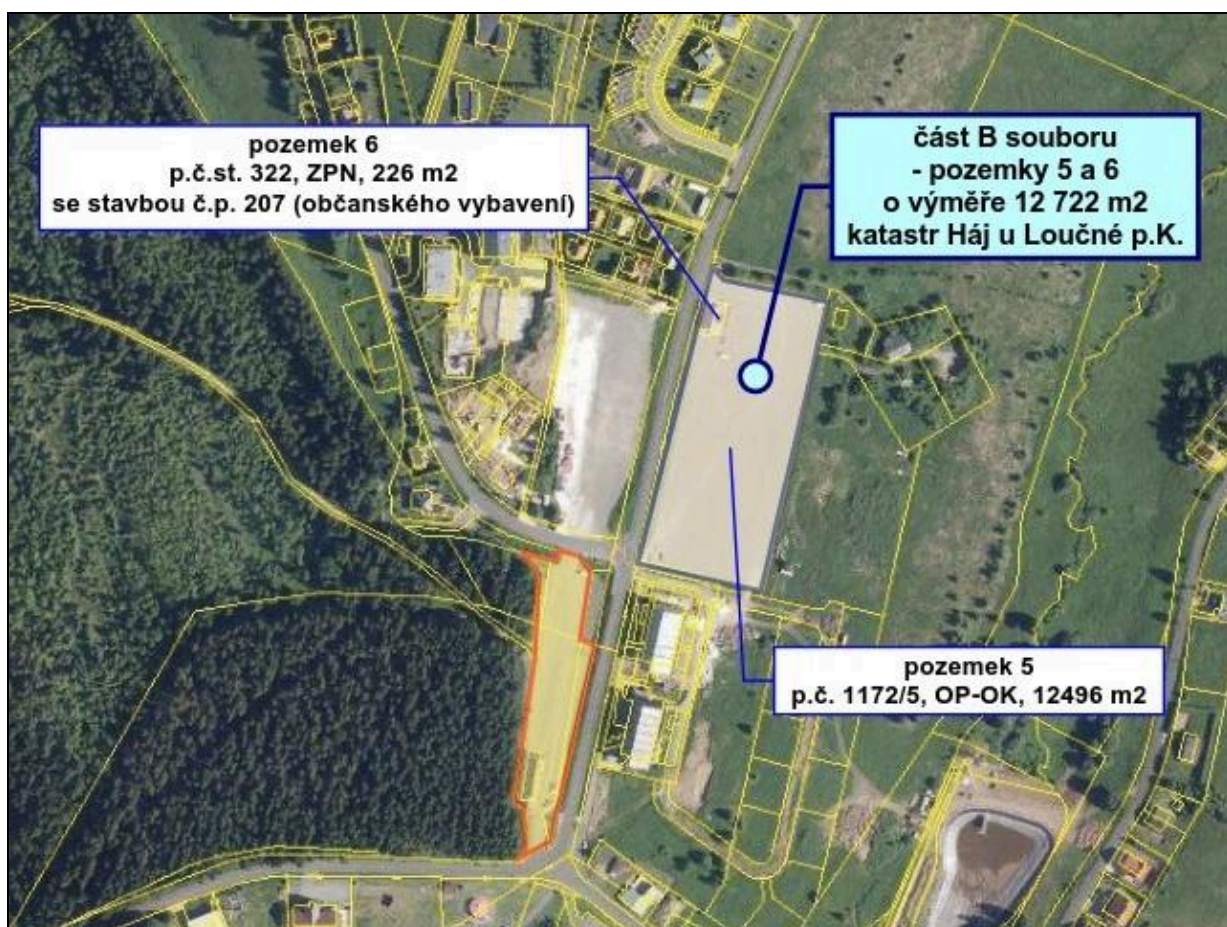 pozemek 6
p.č.st. 322, ZPN, 226 m2
se stavbou č.p. 207 (občanského vybavení)
část B souboru
- pozemky 5 a 6
o výměře 12 722 m2
katastr Háj u Loučné p.K.
pozemek 5
p.č. 1172/5, OP-OK, 12496 m2